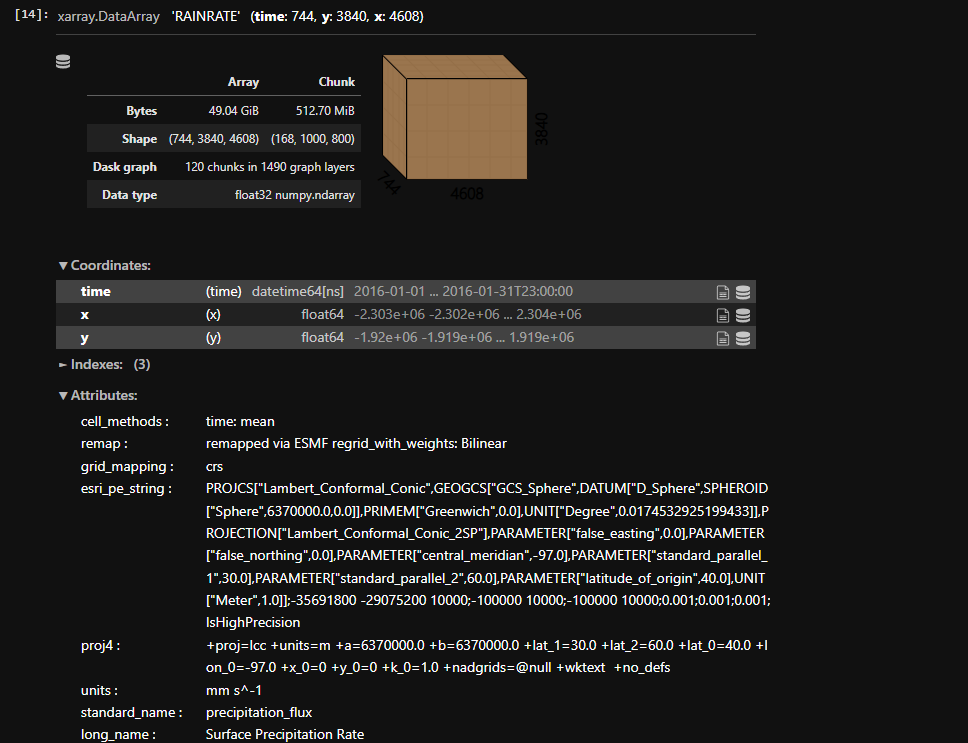 [14]: xarray.DataArray 'RAINRATE' (time: 744, y: 3840, x: 4608)
Array Chunk
Bytes 49.04 GiB 512.70 MiB
Shape (744, 3840, 4608) (168, 1000, 800)
Dask graph 120 chunks in 1490 graph layers
Data type float32 numpy.ndarray
3840
744
4608
▼ Coordinates:
time (time) datetime64[ns] 2016-01-01 ... 2016-01-31T23:00:00
x (x) float64 -2.303e+06 -2.302e+06 ... 2.304e+06
y (y) float64 -1.92e+06 -1.919e+06 ... 1.919e+06
► Indexes: (3)
▼ Attributes:
cell_methods : time: mean
remap : remapped via ESMF regrid_with_weights: Bilinear
grid_mapping : crs
esri_pe_string : PROJCS["Lambert_Conformal_Conic",GEOGCS["GCS_Sphere",DATUM["D_Sphere",SPHEROID
["Sphere",6370000.0,0.0]],PRIMEM["Greenwich",0.0],UNIT["Degree",0.0174532925199433]],P
ROJECTION["Lambert_Conformal_Conic_2SP"],PARAMETER["false_easting",0.0],PARAMETER
["false_northing",0.0],PARAMETER["central_meridian",-97.0],PARAMETER["standard_parallel_
1",30.0],PARAMETER["standard_parallel_2",60.0],PARAMETER["latitude_of_origin",40.0],UNIT
["Meter",1.0]];-35691800 -29075200 10000;-100000 10000;-100000 10000;0.001;0.001;0.001;
IsHighPrecision
proj4 : +proj=lcc +units=m +a=6370000.0 +b=6370000.0 +lat_1=30.0 +lat_2=60.0 +lat_0=40.0 +l
on_0=-97.0 +x_0=0 +y_0=0 +k_0=1.0 +nadgrids=@null +wktext +no_defs
units : mm s^-1
standard_name : precipitation_flux
long_name : Surface Precipitation Rate